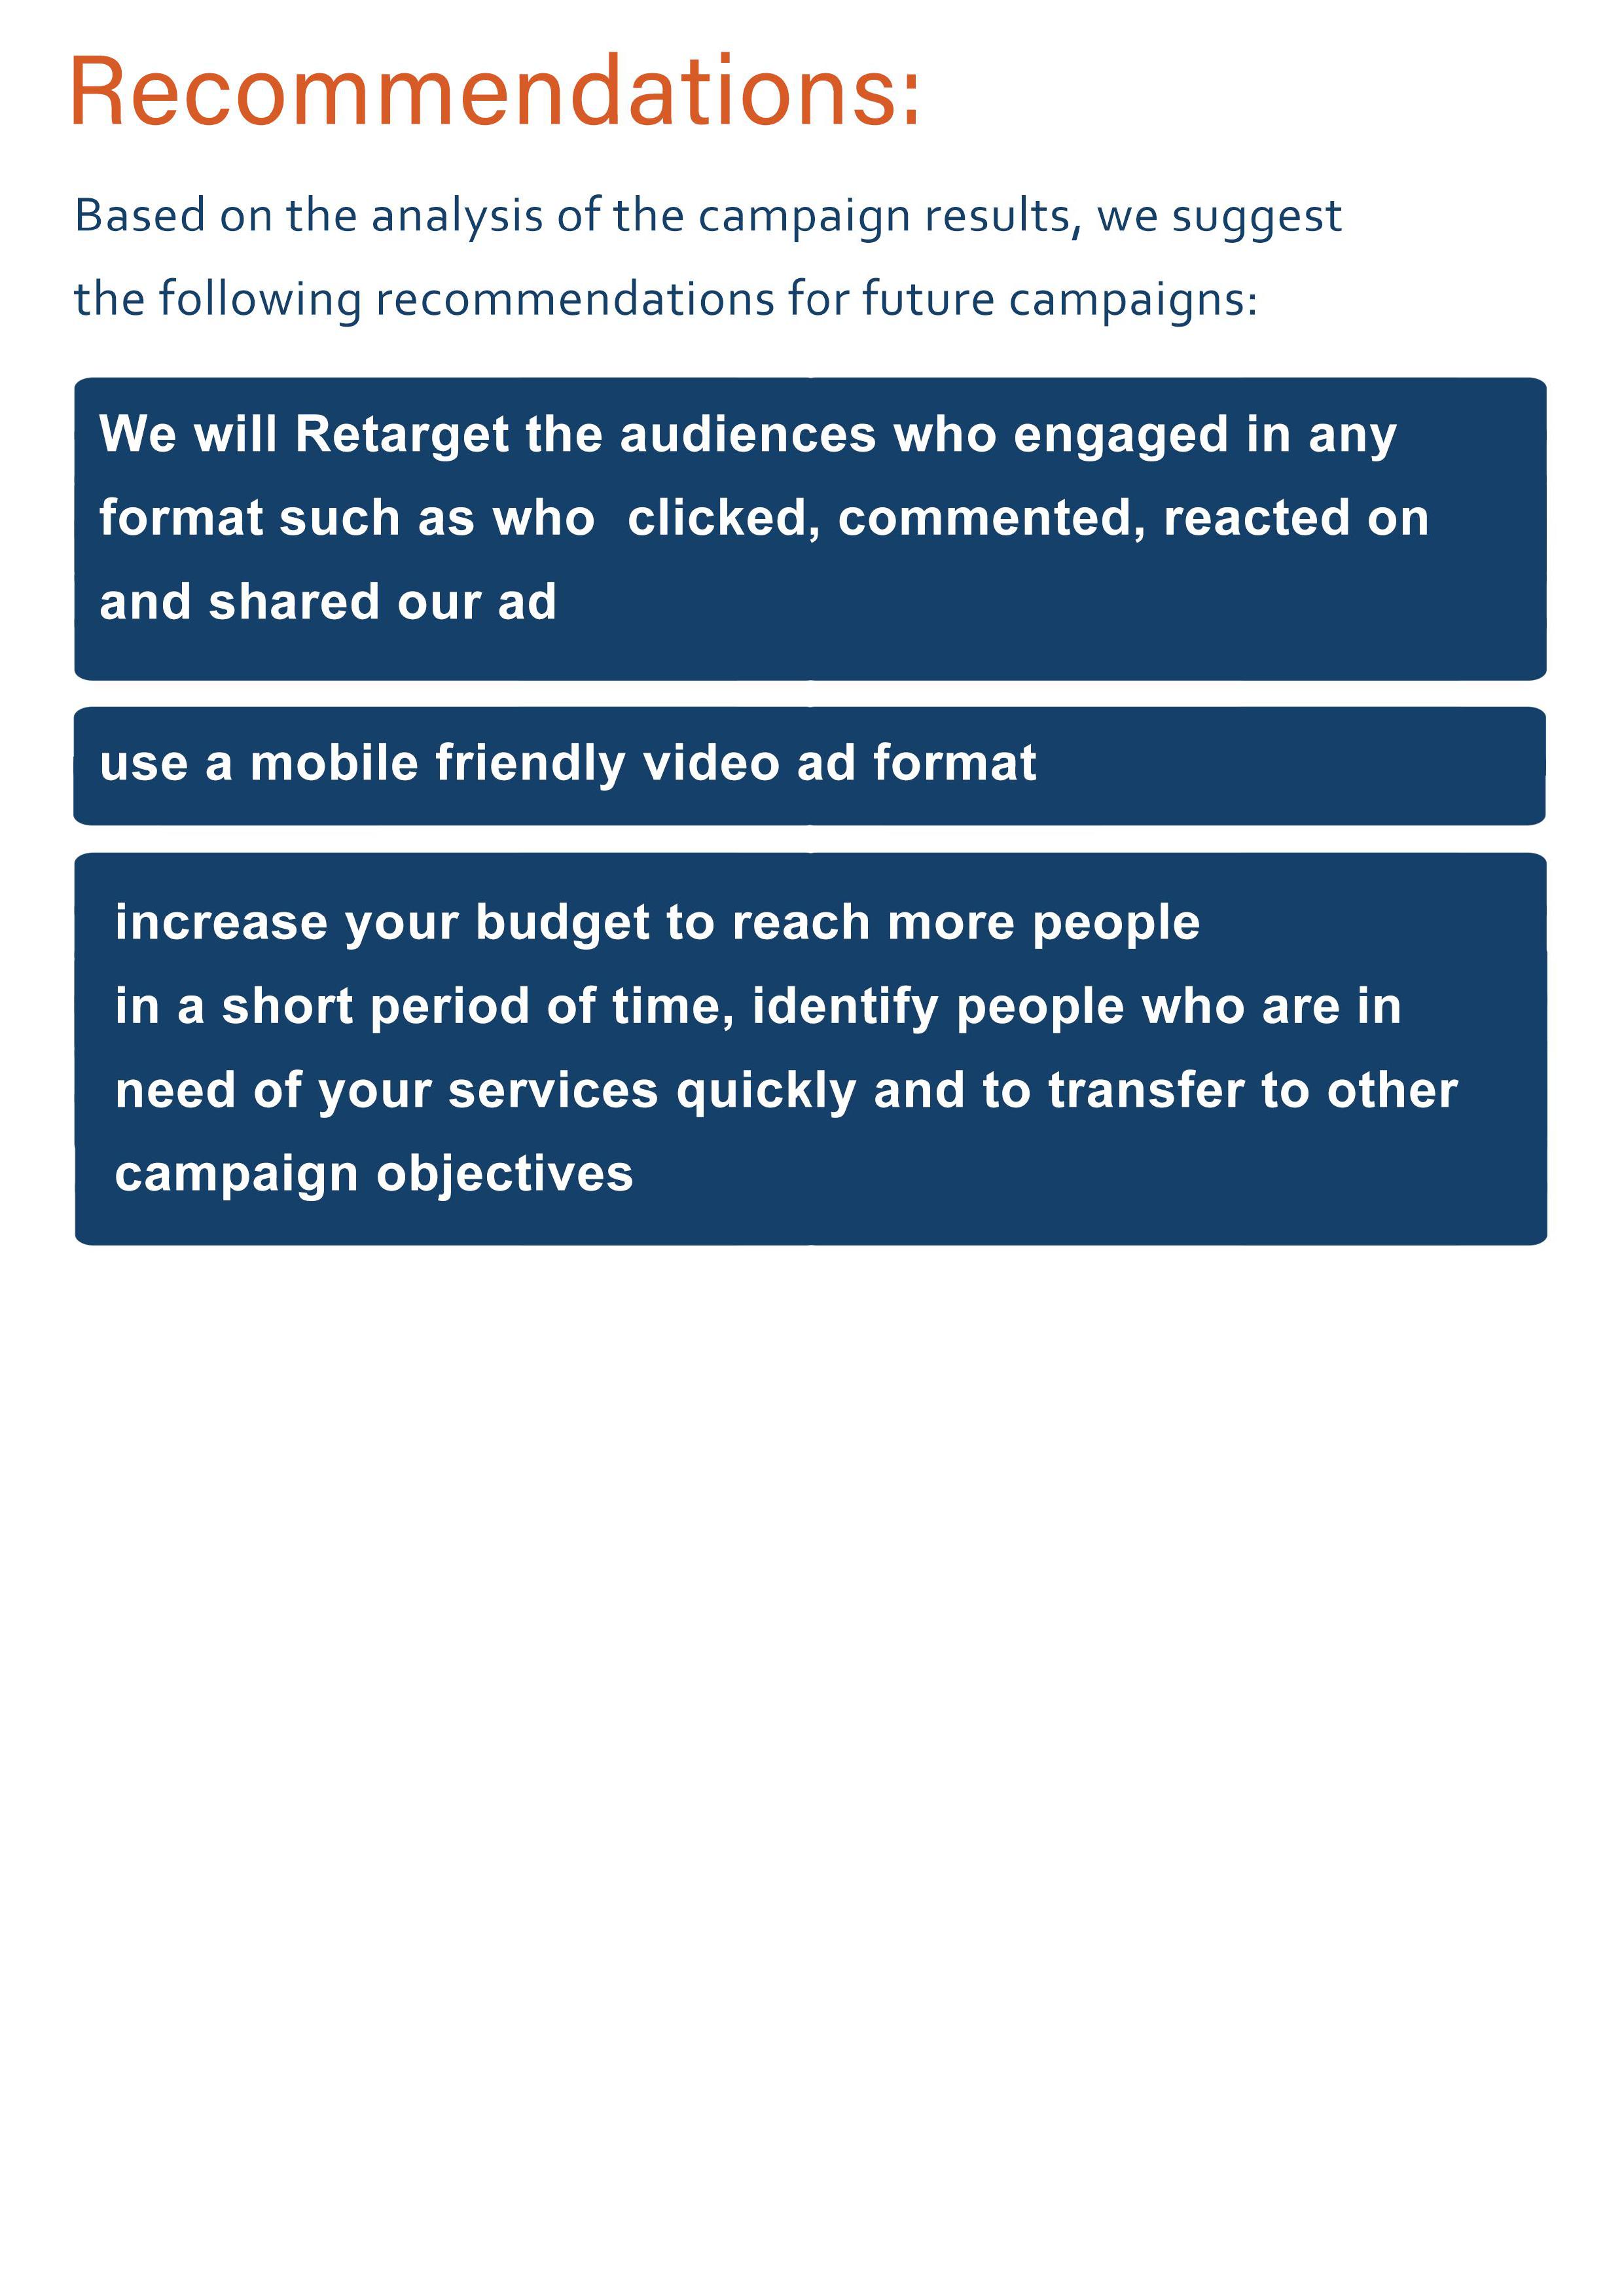 Recommendations:
Based on the analysis of the campaign results, we suggest
the following recommendations for future campaigns:
We will Retarget the audiences who engaged in any
format such as who  clicked, commented, reacted on
and shared our ad
use a mobile friendly video ad format
increase your budget to reach more people
in a short period of time, identify people who are in
need of your services quickly and to transfer to other
campaign objectives